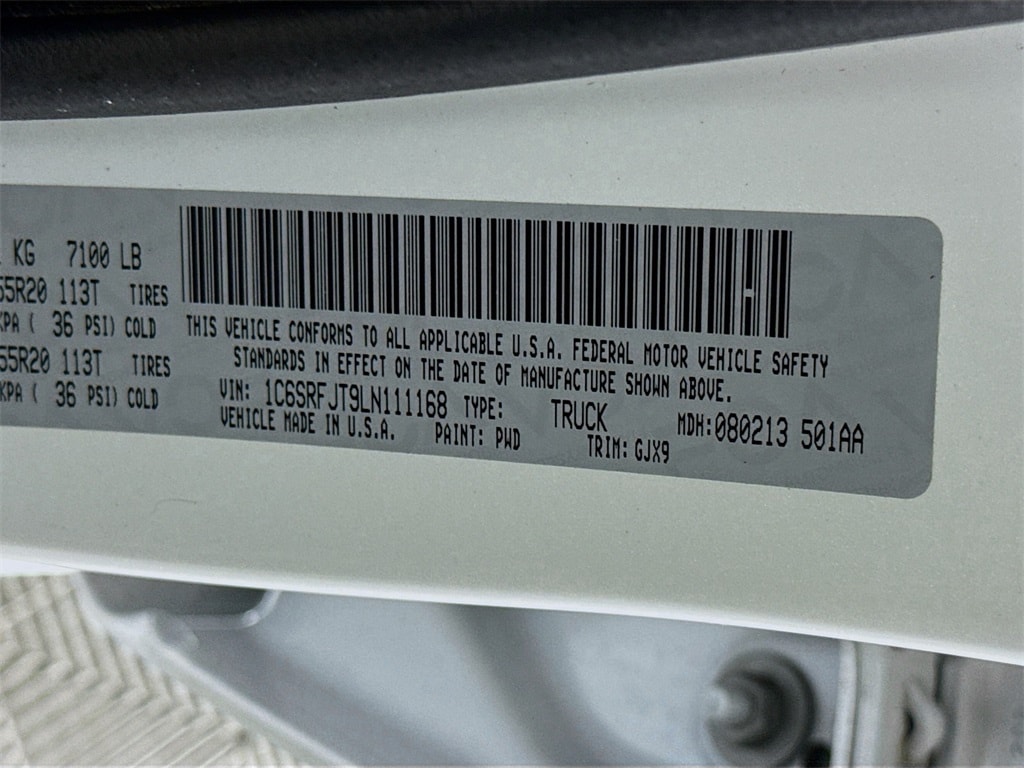 KG 7100 LB
55R20 113T TIRES
KPA ( 36 PSI) COLD
55R20 113T TIRES
KPA ( 36 PSI) COLD
THIS VEHICLE CONFORMS TO ALL APPLICABLE U.S.A. FEDERAL MOTOR VEHICLE SAFETY
STANDARDS IN EFFECT ON THE DATE OF MANUFACTURE SHOWN ABOVE.
VIN: 1C6SRFJT9LN111168 TYPE: TRUCK MDH:080213 501AA
VEHICLE MADE IN U.S.A. PAINT: PWD TRIM: GJX9